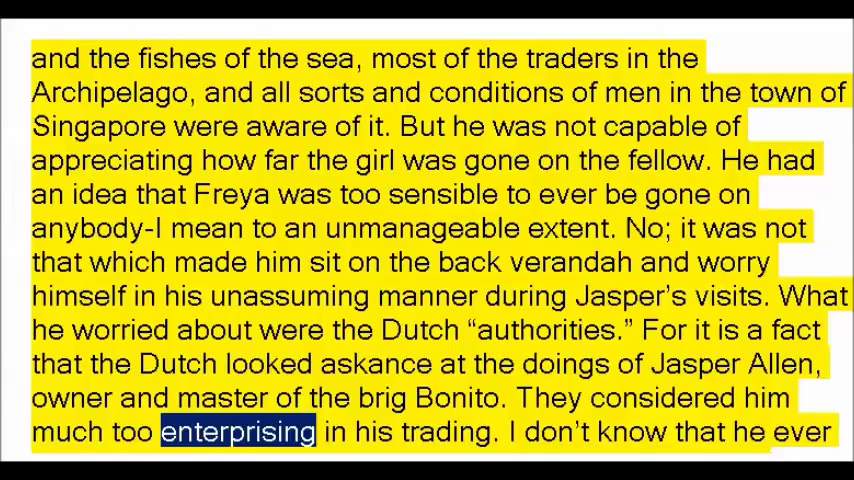 and the fishes of the sea, most of the traders in the
Archipelago, and all sorts and conditions of men in the town of
Singapore were aware of it. But he was not capable of
appreciating how far the girl was gone on the fellow. He had
an idea that Freya was too sensible to ever be gone on
anybody-I mean to an unmanageable extent. No; it was not
that which made him sit on the back verandah and worry
himself in his unassuming manner during Jasper’s visits. What
he worried about were the Dutch “authorities.” For it is a fact
that the Dutch looked askance at the doings of Jasper Allen,
owner and master of the brig Bonito. They considered him
much too enterprising in his trading. I don’t know that he ever